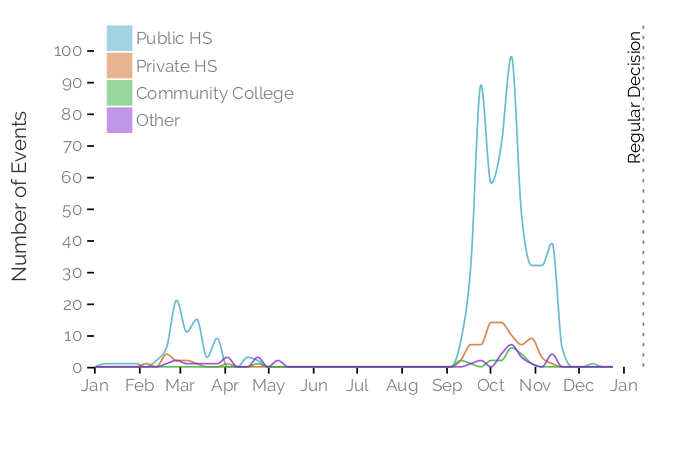 Public HS
Private HS
Community College
Other
Number of Events
100
90
80
70
60
50
40
30
20
10
0
Jan Feb Mar Apr May Jun Jul Aug Sep Oct Nov Dec Jan
Regular Decision